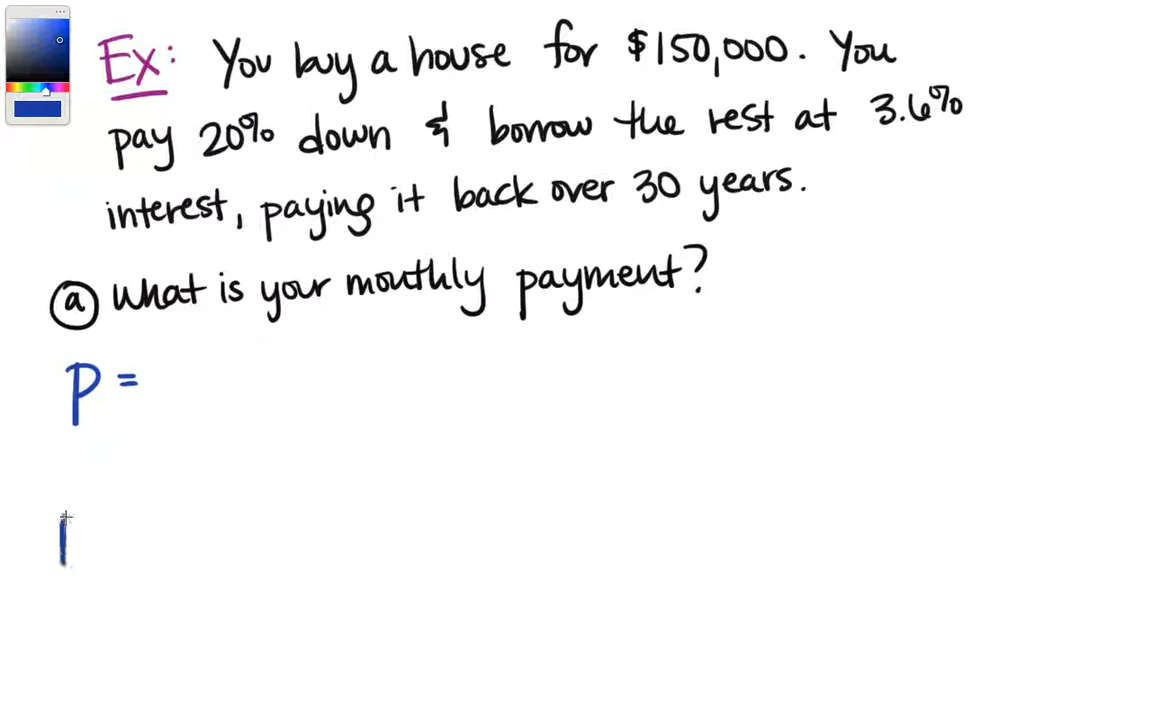 Ex: You buy a house for $150,000. You
pay 20% down & borrow the rest at 3.6%
interest, paying it back over 30 years.
a What is your monthly payment?
P =